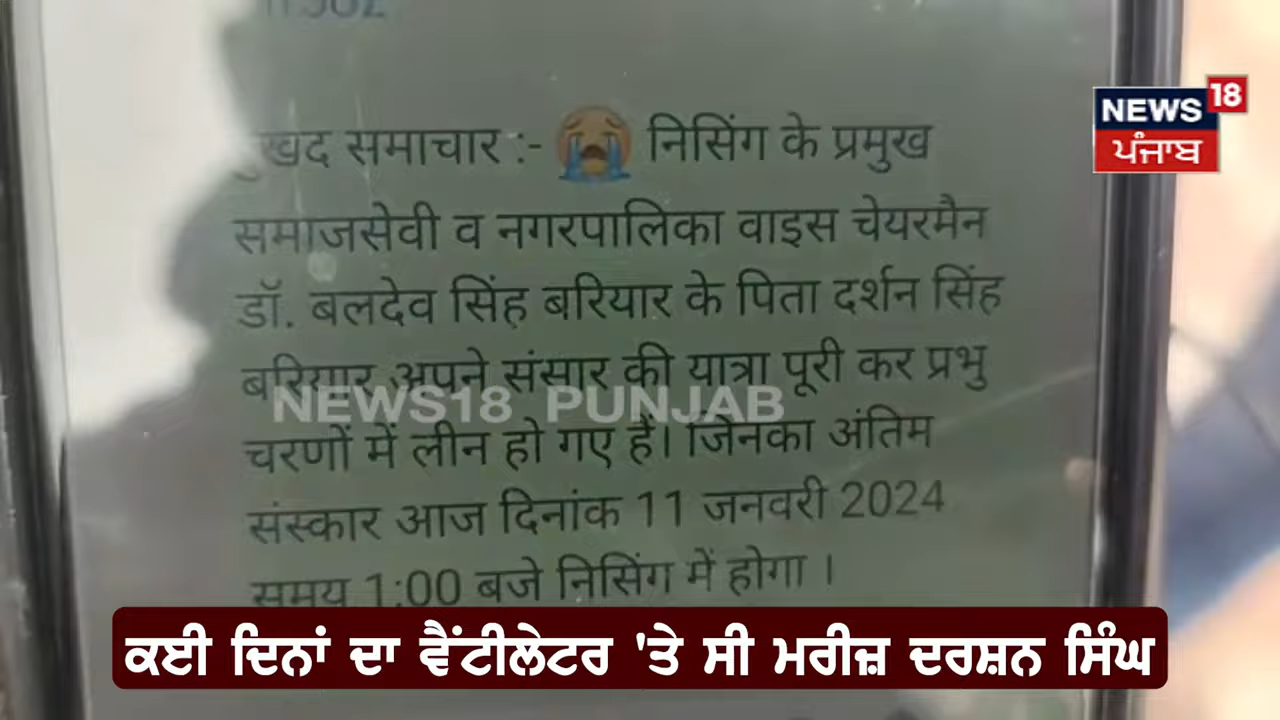 NEWS 18
ਪੰਜਾਬ
समाचार :- 😭 निसिंग के प्रमुख
समाजसेवी व नगरपालिका वाइस चेयरमैन
डॉ. बलदेव सिंह बरियार के पिता दर्शन सिंह
बरियार अपने संसार की यात्रा पूरी कर प्रभु
NEWS18 PUNJAB
चरणों में लीन हो गए हैं। जिनका अंतिम
संस्कार आज दिनांक 11 जनवरी 2024
समय 1:00 बजे निसिंग में होगा ।
ਕਈ ਦਿਨਾਂ ਦਾ ਵੈਂਟੀਲੇਟਰ 'ਤੇ ਸੀ ਮਰੀਜ਼ ਦਰਸ਼ਨ ਸਿੰਘ